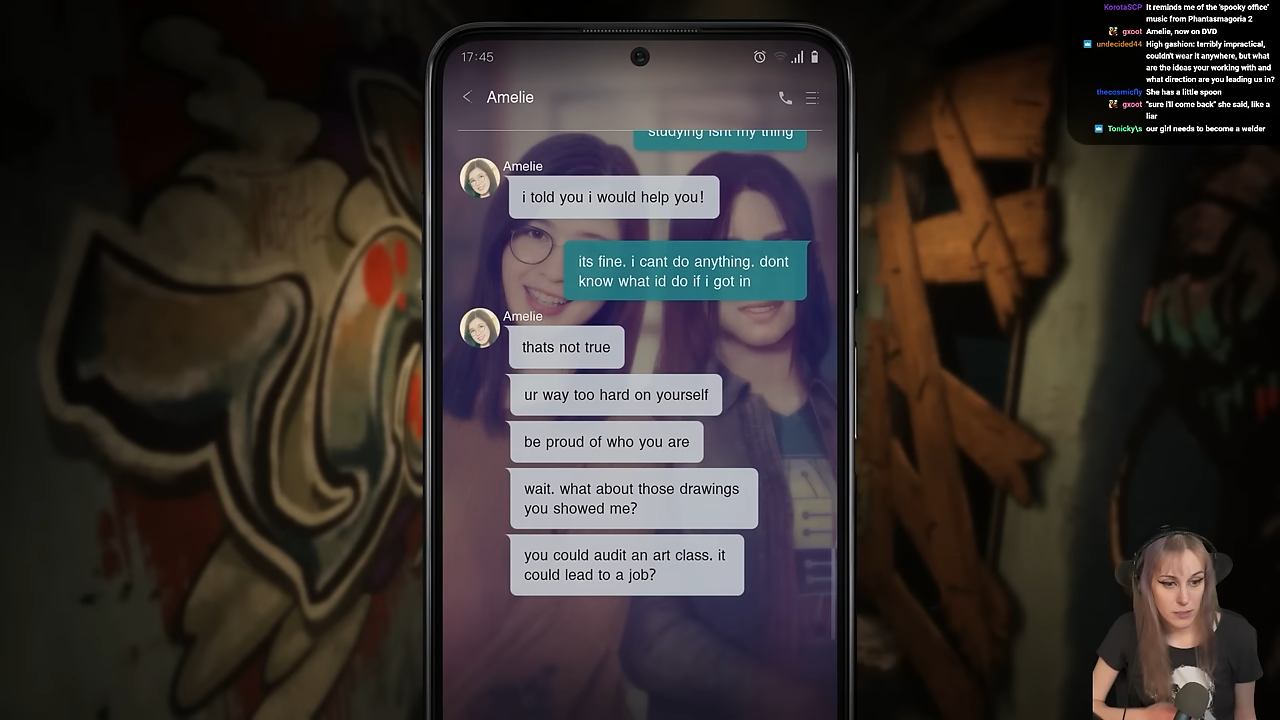 17:45
Amelie
studying isnt my thing
Amelie
i told you i would help you!
its fine. i cant do anything. dont
know what id do if i got in
Amelie
thats not true
ur way too hard on yourself
be proud of who you are
wait. what about those drawings
you showed me?
you could audit an art class. it
could lead to a job?
KorotaSCP It reminds me of the 'spooky office'
music from Phantasmagoria 2
gxoot Amelie, now on DVD
undecided44 High gashion: terribly impractical,
couldn't wear it anywhere, but what
are the ideas your working with and
what direction are you leading us in?
thecosmicfly She has a little spoon
gxoot "sure i'll come back" she said, like a
liar
Tonicky\s our girl needs to become a welder